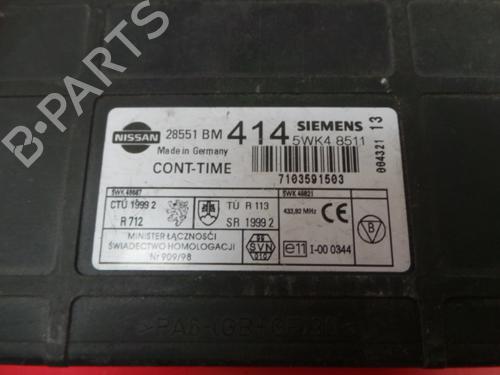 NISSAN
28551 BM 414
SIEMENS
5WK4 8511
Made in Germany
CONT-TIME
7103591503
004321 13
5WK 48687
5WK 48821
CTÚ 1999 2
R 712
TÚ R 113
SR 1999 2
433,92 MHz
CE
MINISTER ŁĄCZNOŚCI
ŚWIADECTWO HOMOLOGACJI
Nr 909/98
SVN
e11
I-00 0344
B-PARTS